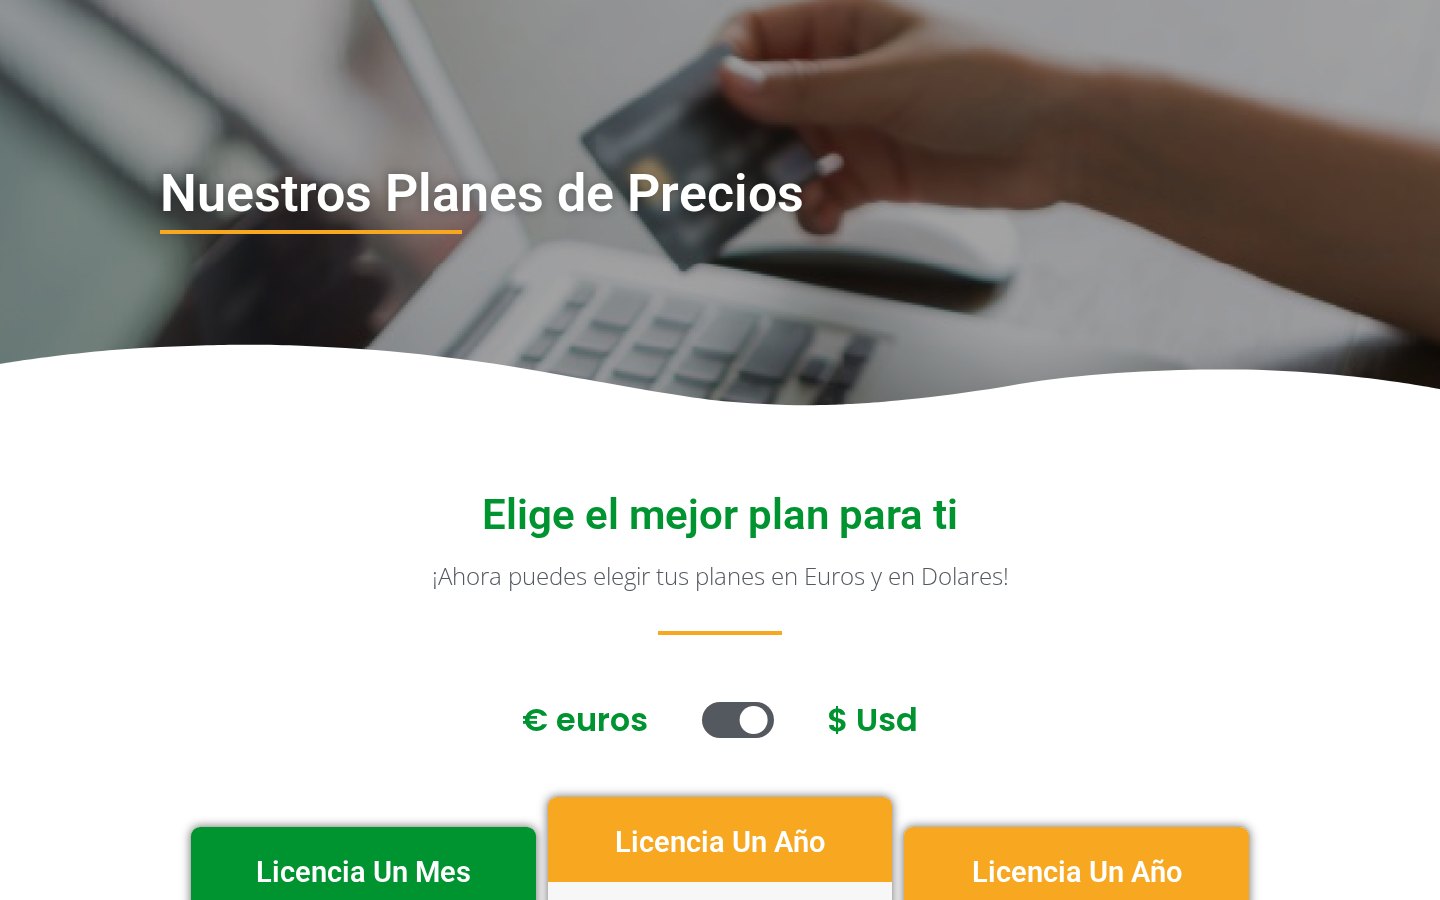 Nuestros Planes de Precios
Elige el mejor plan para ti
¡Ahora puedes elegir tus planes en Euros y en Dolares!
€ euros
$ Usd
Licencia Un Mes
Licencia Un Año
Licencia Un Año